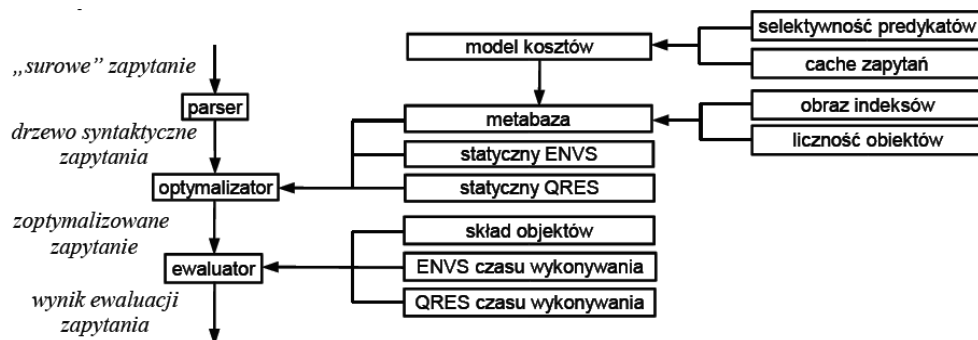 „surowe” zapytanie
parser
drzewo syntaktyczne
zapytania
optymalizator
zoptymalizowane
zapytanie
ewaluator
wynik ewaluacji
zapytania
model kosztów
metabaza
statyczny ENVS
statyczny QRES
skład objektów
ENVS czasu wykonywania
QRES czasu wykonywania
selektywność predykatów
cache zapytań
obraz indeksów
liczność objektów